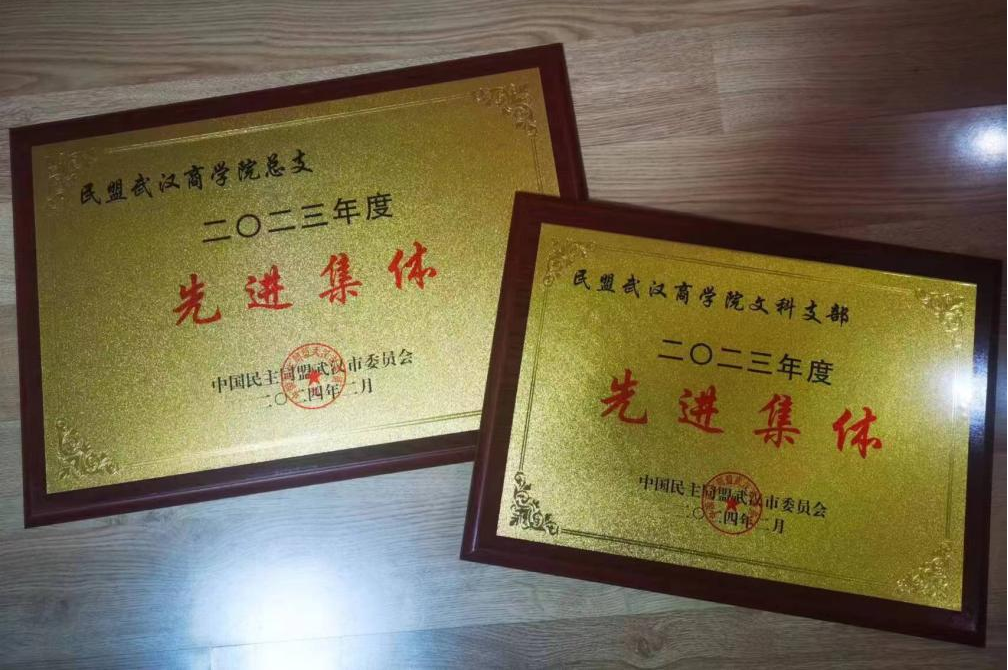 民盟武汉商学院总支
二〇二三年度
先进集体
中国民主同盟武汉市委员会
二〇二四年二月
民盟武汉商学院文科支部
二〇二三年度
先进集体
中国民主同盟武汉市委员会
二〇二四年二月